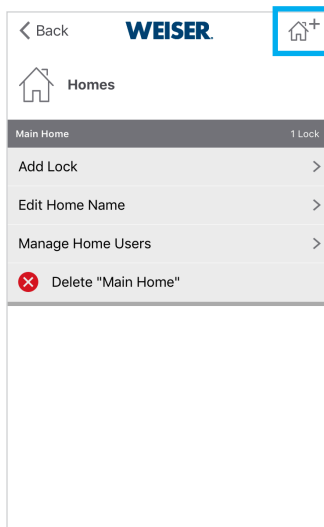 Back WEISER.
Homes
Main Home 1 Lock
Add Lock
Edit Home Name
Manage Home Users
Delete "Main Home"